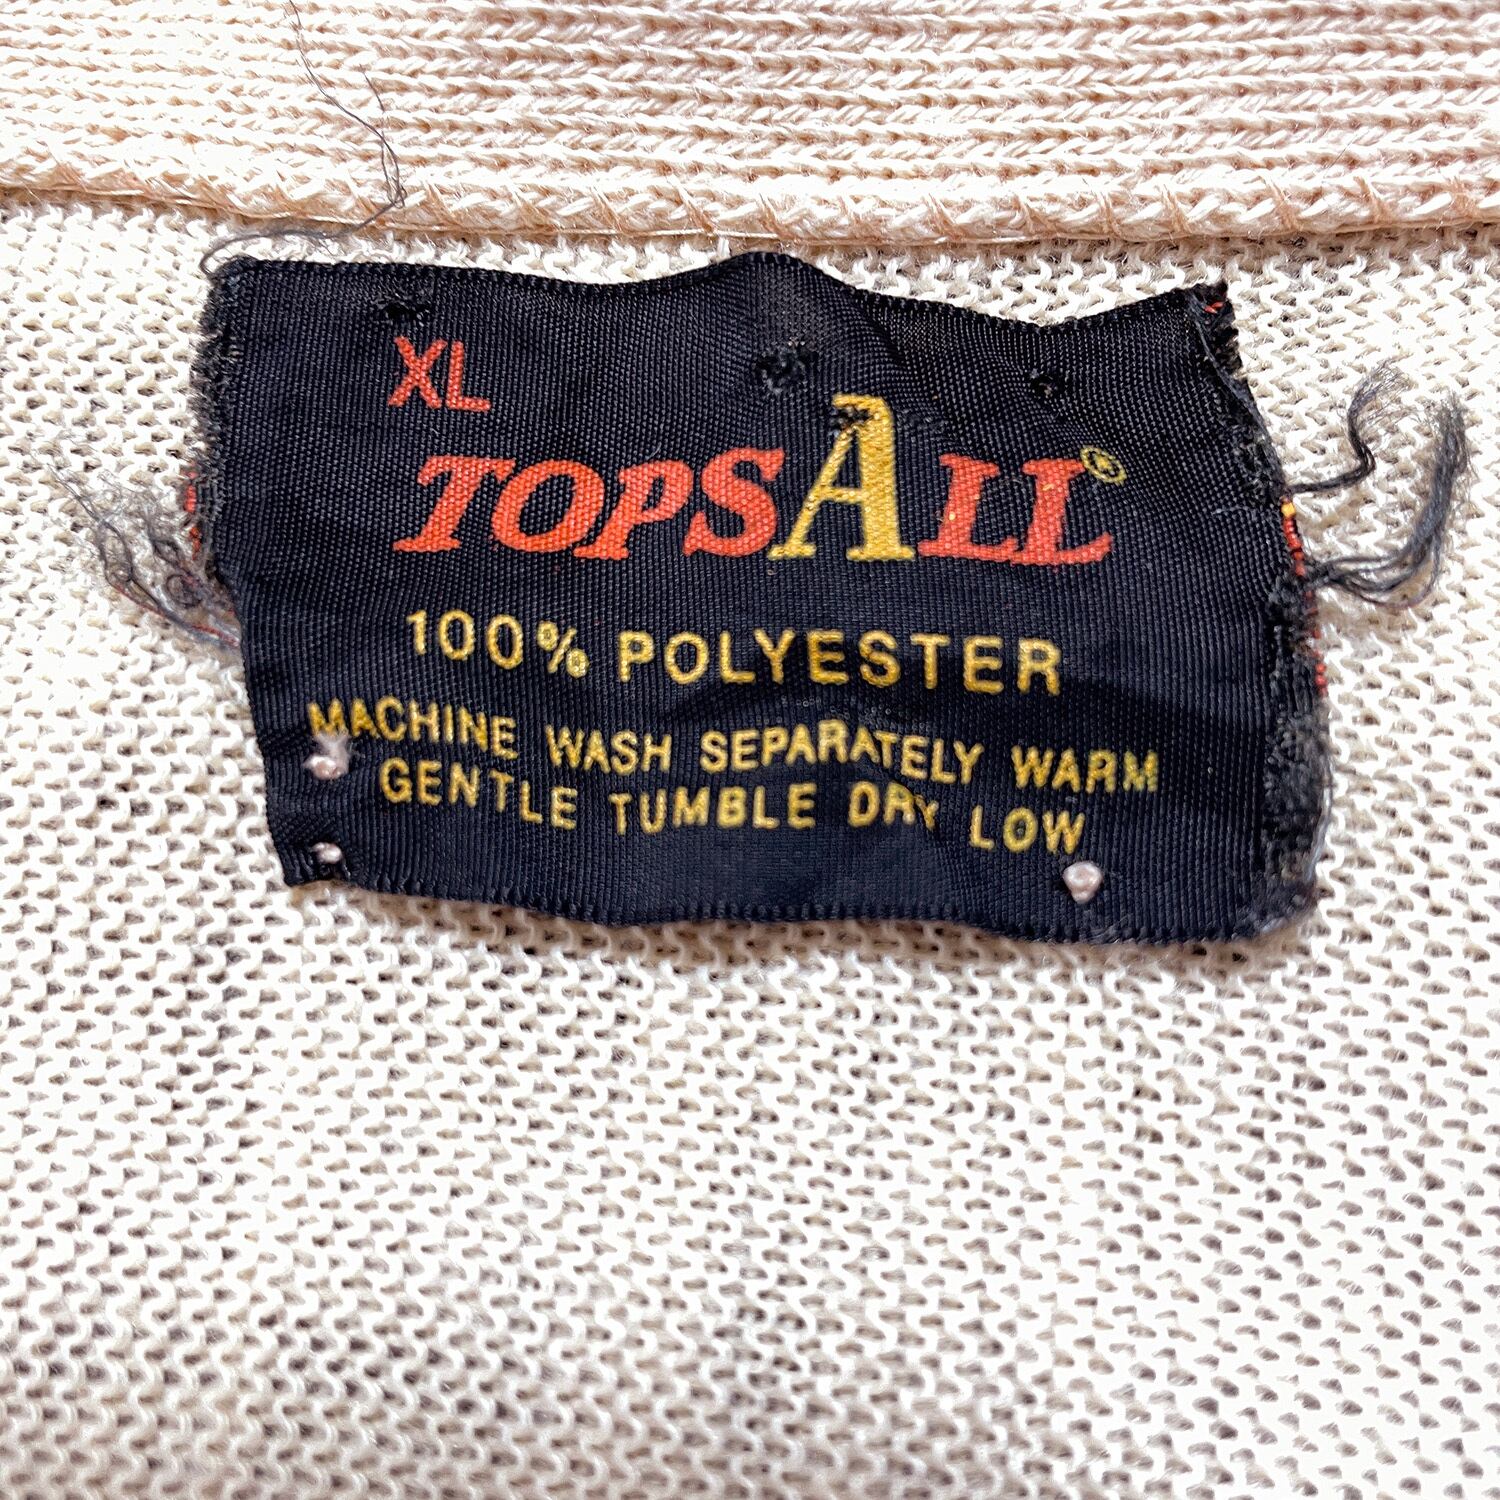 XL
TOPSALL®
100% POLYESTER
MACHINE WASH SEPARATELY WARM
GENTLE TUMBLE DRY LOW